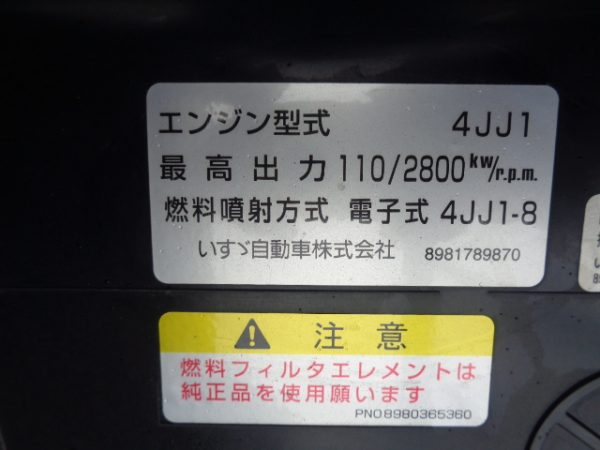 エンジン型式 4JJ1
最高出力 110/2800kw/r.p.m.
燃料噴射方式 電子式 4JJ1-8
いすゞ自動車株式会社 8981789870
注意
燃料フィルタエレメントは
純正品を使用願います
PNO8980365360